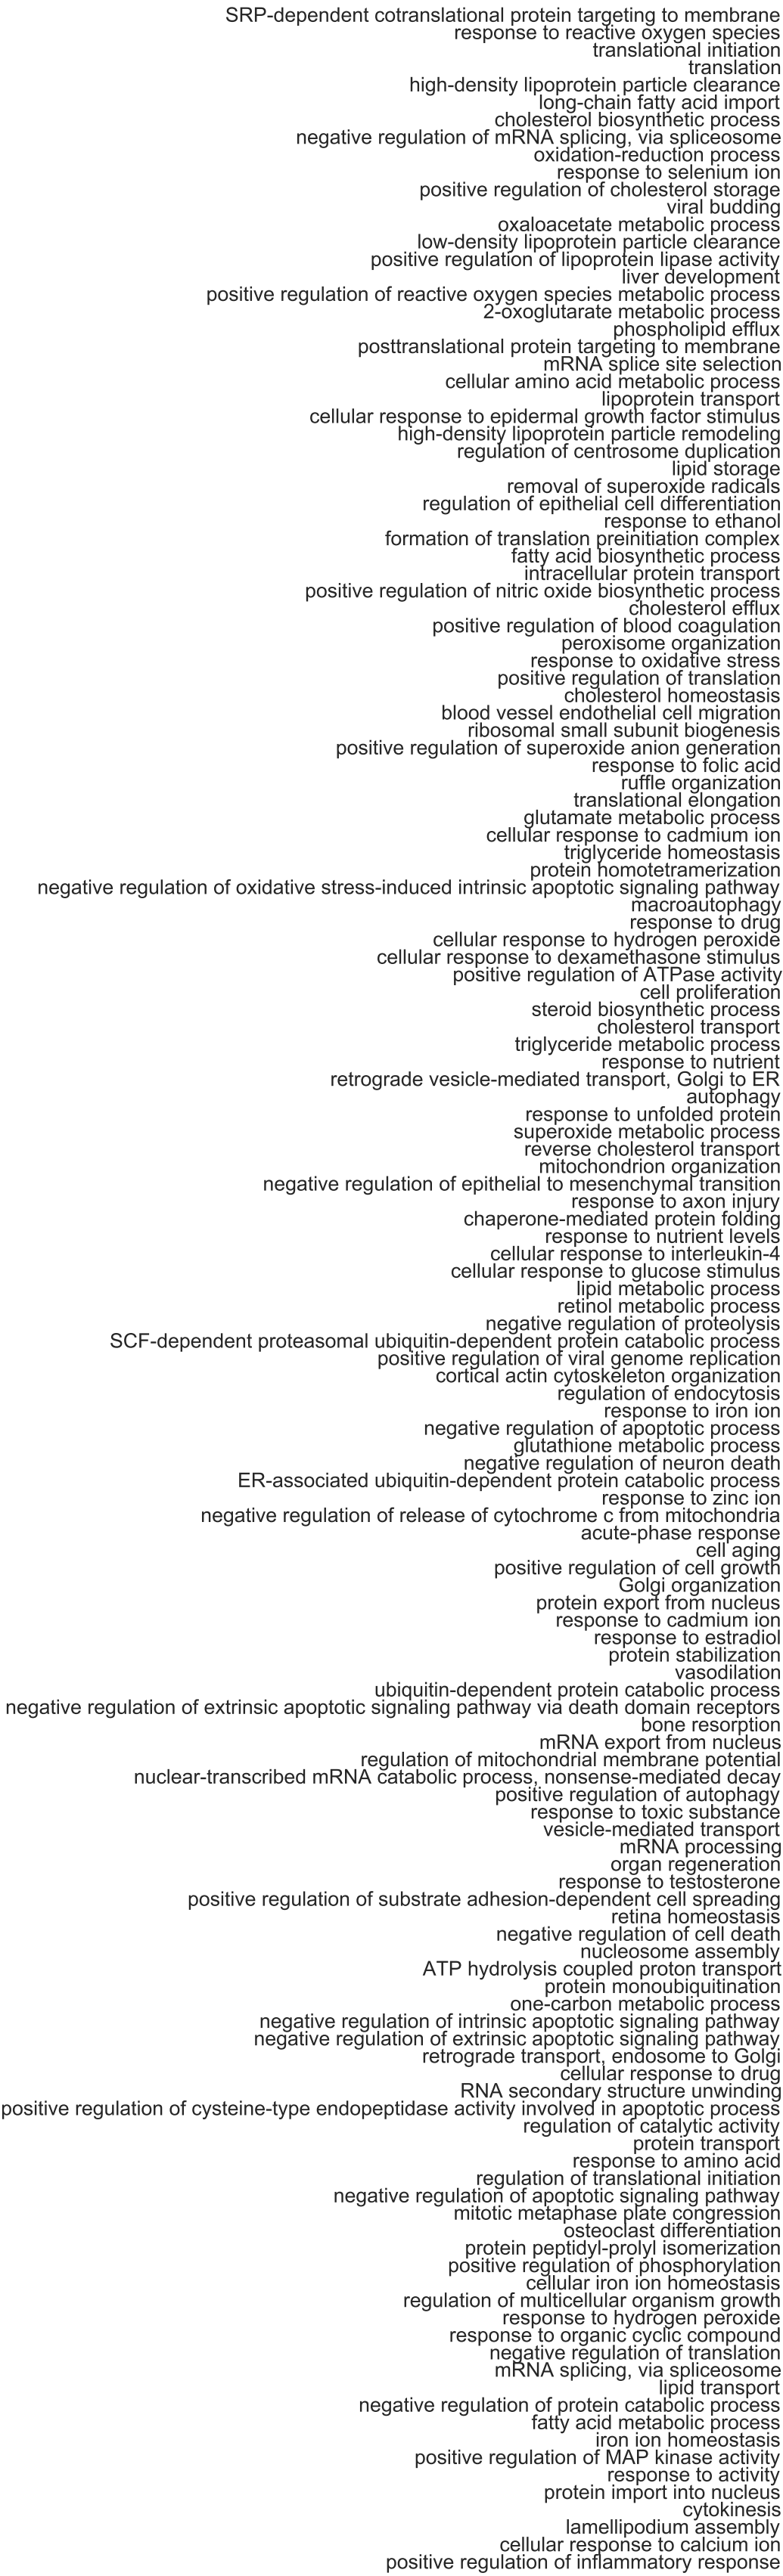 SRP-dependent cotranslational protein targeting to membrane
response to reactive oxygen species
translational initiation
translation
high-density lipoprotein particle clearance
long-chain fatty acid import
cholesterol biosynthetic process
negative regulation of mRNA splicing, via spliceosome
oxidation-reduction process
response to selenium ion
positive regulation of cholesterol storage
viral budding
oxaloacetate metabolic process
low-density lipoprotein particle clearance
positive regulation of lipoprotein lipase activity
liver development
positive regulation of reactive oxygen species metabolic process
2-oxoglutarate metabolic process
phospholipid efflux
posttranslational protein targeting to membrane
mRNA splice site selection
cellular amino acid metabolic process
lipoprotein transport
cellular response to epidermal growth factor stimulus
high-density lipoprotein particle remodeling
regulation of centrosome duplication
lipid storage
removal of superoxide radicals
regulation of epithelial cell differentiation
response to ethanol
formation of translation preinitiation complex
fatty acid biosynthetic process
intracellular protein transport
positive regulation of nitric oxide biosynthetic process
cholesterol efflux
positive regulation of blood coagulation
peroxisome organization
response to oxidative stress
positive regulation of translation
cholesterol homeostasis
blood vessel endothelial cell migration
ribosomal small subunit biogenesis
positive regulation of superoxide anion generation
response to folic acid
ruffle organization
translational elongation
glutamate metabolic process
cellular response to cadmium ion
triglyceride homeostasis
protein homotetramerization
negative regulation of oxidative stress-induced intrinsic apoptotic signaling pathway
macroautophagy
response to drug
cellular response to hydrogen peroxide
cellular response to dexamethasone stimulus
positive regulation of ATPase activity
cell proliferation
steroid biosynthetic process
cholesterol transport
triglyceride metabolic process
response to nutrient
retrograde vesicle-mediated transport, Golgi to ER
autophagy
response to unfolded protein
superoxide metabolic process
reverse cholesterol transport
mitochondrion organization
negative regulation of epithelial to mesenchymal transition
response to axon injury
chaperone-mediated protein folding
response to nutrient levels
cellular response to interleukin-4
cellular response to glucose stimulus
lipid metabolic process
retinol metabolic process
negative regulation of proteolysis
SCF-dependent proteasomal ubiquitin-dependent protein catabolic process
positive regulation of viral genome replication
cortical actin cytoskeleton organization
regulation of endocytosis
response to iron ion
negative regulation of apoptotic process
glutathione metabolic process
negative regulation of neuron death
ER-associated ubiquitin-dependent protein catabolic process
response to zinc ion
negative regulation of release of cytochrome c from mitochondria
acute-phase response
cell aging
positive regulation of cell growth
Golgi organization
protein export from nucleus
response to cadmium ion
response to estradiol
protein stabilization
vasodilation
ubiquitin-dependent protein catabolic process
negative regulation of extrinsic apoptotic signaling pathway via death domain receptors
bone resorption
mRNA export from nucleus
regulation of mitochondrial membrane potential
nuclear-transcribed mRNA catabolic process, nonsense-mediated decay
positive regulation of autophagy
response to toxic substance
vesicle-mediated transport
mRNA processing
organ regeneration
response to testosterone
positive regulation of substrate adhesion-dependent cell spreading
retina homeostasis
negative regulation of cell death
nucleosome assembly
ATP hydrolysis coupled proton transport
protein monoubiquitination
one-carbon metabolic process
negative regulation of intrinsic apoptotic signaling pathway
negative regulation of extrinsic apoptotic signaling pathway
retrograde transport, endosome to Golgi
cellular response to drug
RNA secondary structure unwinding
positive regulation of cysteine-type endopeptidase activity involved in apoptotic process
regulation of catalytic activity
protein transport
response to amino acid
regulation of translational initiation
negative regulation of apoptotic signaling pathway
mitotic metaphase plate congression
osteoclast differentiation
protein peptidyl-prolyl isomerization
positive regulation of phosphorylation
cellular iron ion homeostasis
regulation of multicellular organism growth
response to hydrogen peroxide
response to organic cyclic compound
negative regulation of translation
mRNA splicing, via spliceosome
lipid transport
negative regulation of protein catabolic process
fatty acid metabolic process
iron ion homeostasis
positive regulation of MAP kinase activity
response to activity
protein import into nucleus
cytokinesis
lamellipodium assembly
cellular response to calcium ion
positive regulation of inflammatory response